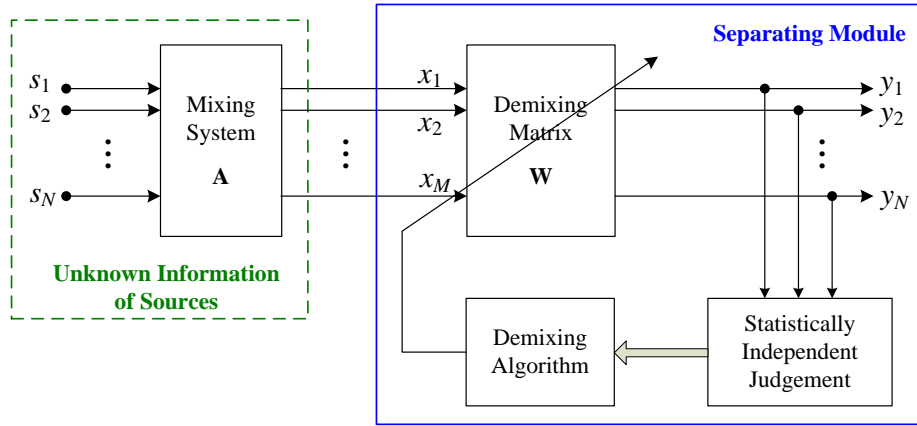 Separating Module
s1
s2
sN
Mixing
System
A
x1
x2
xM
Demixing
Matrix
W
y1
y2
yN
Unknown Information
of Sources
Demixing
Algorithm
Statistically
Independent
Judgement